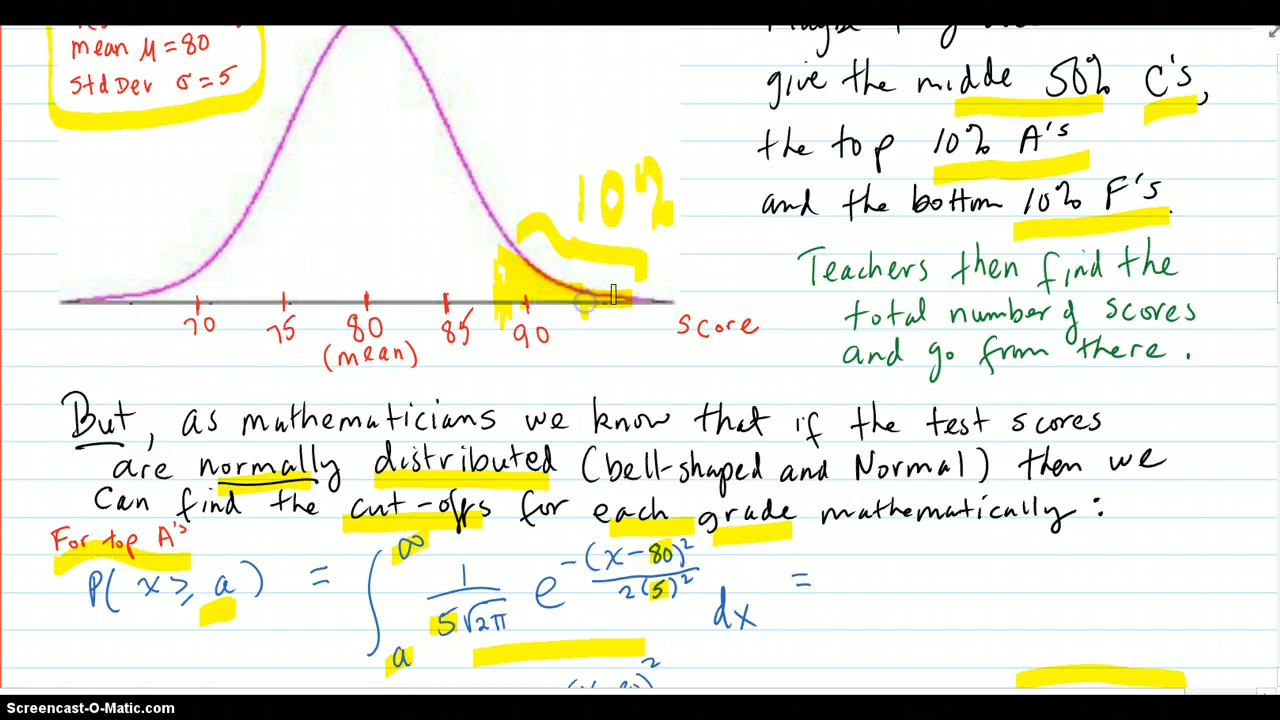 mean μ = 80
Std Dev σ = 5
give the midde 50% C's,
the top 10% A's
and the bottom 10% F's.
10%
Teachers then find the
total number of scores
and go from there.
70 75 80 85 90 score
(mean)
But, as mathematicians we know that if the test scores
are normally distributed (bell-shaped and Normal) then we
can find the cut-offs for each grade mathematically:
For top A's
P( x ≥ a ) = ∫_a^∞ 1/(5√2π) e^(-(x-80)²/2(5)²) dx =
Screencast-O-Matic.com